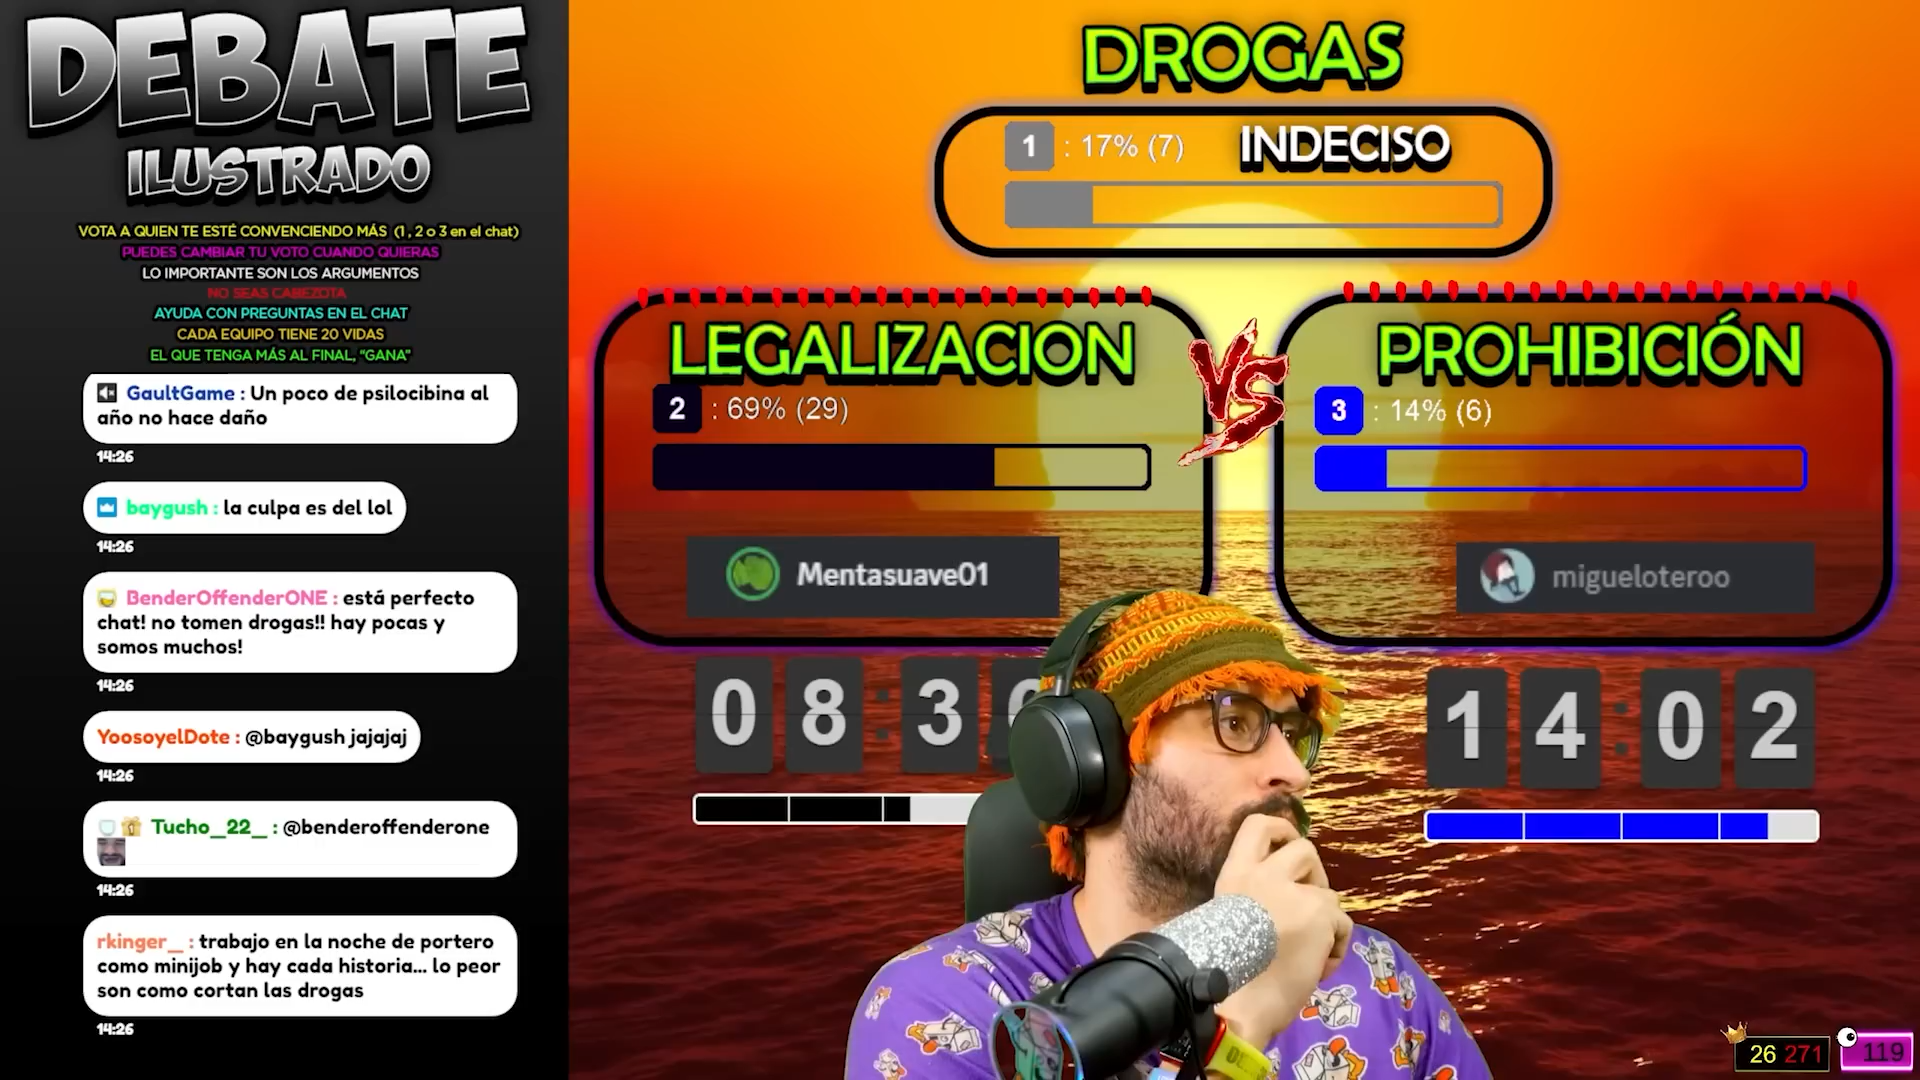 DEBATE
ILUSTRADO
VOTA A QUIEN TE ESTÉ CONVENCIENDO MÁS (1 , 2 o 3 en el chat)
PUEDES CAMBIAR TU VOTO CUANDO QUIERAS
LO IMPORTANTE SON LOS ARGUMENTOS
NO SEAS CABEZOTA
AYUDA CON PREGUNTAS EN EL CHAT
CADA EQUIPO TIENE 20 VIDAS
EL QUE TENGA MÁS AL FINAL, "GANA"
GaultGame : Un poco de psilocibina al
año no hace daño
14:26
baygush : la culpa es del lol
14:26
BenderOffenderONE : está perfecto
chat! no tomen drogas!! hay pocas y
somos muchos!
14:26
YoosoyelDote : @baygush jajajaj
14:26
Tucho_22_ : @benderoffenderone
14:26
rkinger_ : trabajo en la noche de portero
como minijob y hay cada historia... lo peor
son como cortan las drogas
14:26
DROGAS
1 : 17% (7) INDECISO
LEGALIZACION
2 : 69% (29)
Mentasuave01
08:3
VS
PROHIBICIÓN
3 : 14% (6)
migueloteroo
14:02
26 271
119